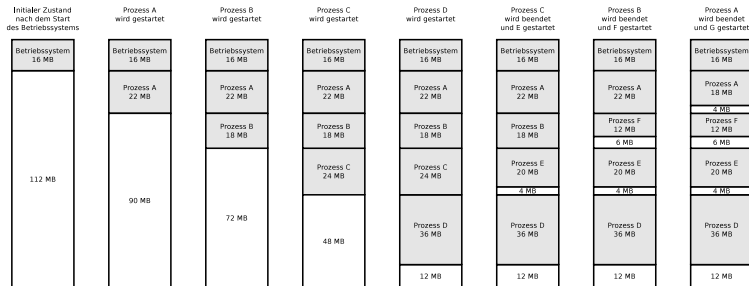 Initialer Zustand
nach dem Start
des Betriebssystems
Betriebssystem
16 MB
112 MB
Prozess A
wird gestartet
Betriebssystem
16 MB
Prozess A
22 MB
90 MB
Prozess B
wird gestartet
Betriebssystem
16 MB
Prozess A
22 MB
Prozess B
18 MB
72 MB
Prozess C
wird gestartet
Betriebssystem
16 MB
Prozess A
22 MB
Prozess B
18 MB
Prozess C
24 MB
48 MB
Prozess D
wird gestartet
Betriebssystem
16 MB
Prozess A
22 MB
Prozess B
18 MB
Prozess C
24 MB
Prozess D
36 MB
12 MB
Prozess C
wird beendet
und E gestartet
Betriebssystem
16 MB
Prozess A
22 MB
Prozess B
18 MB
Prozess E
20 MB
4 MB
Prozess D
36 MB
12 MB
Prozess B
wird beendet
und F gestartet
Betriebssystem
16 MB
Prozess A
22 MB
Prozess F
12 MB
6 MB
Prozess E
20 MB
4 MB
Prozess D
36 MB
12 MB
Prozess A
wird beendet
und G gestartet
Betriebssystem
16 MB
Prozess A
18 MB
4 MB
Prozess F
12 MB
6 MB
Prozess E
20 MB
4 MB
Prozess D
36 MB
12 MB